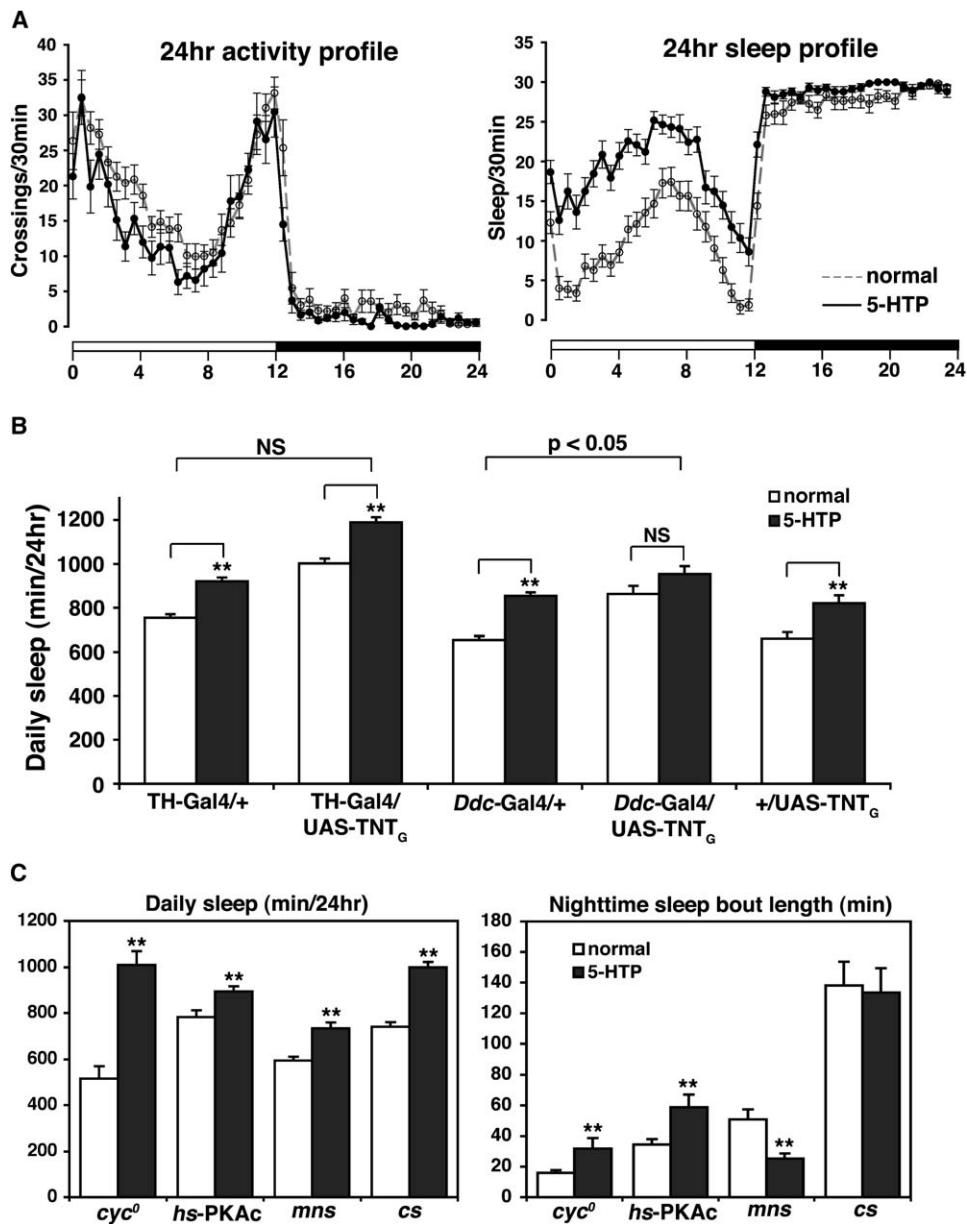 A
24hr activity profile
Crossings/30min
40
35
30
25
20
15
10
5
0
0 4 8 12 16 20 24
24hr sleep profile
Sleep/30min
35
30
25
20
15
10
5
0
normal
5-HTP
0 4 8 12 16 20 24
B
NS
p < 0.05
normal
5-HTP
Daily sleep (min/24hr)
1200
1000
800
600
400
200
0
**
**
**
NS
**
TH-Gal4/+
TH-Gal4/
UAS-TNTG
Ddc-Gal4/+
Ddc-Gal4/
UAS-TNTG
+/UAS-TNTG
C
Daily sleep (min/24hr)
1200
1000
800
600
400
200
0
**
**
**
**
cyc0
hs-PKAc
mns
cs
Nighttime sleep bout length (min)
180
160
140
120
100
80
60
40
20
0
normal
5-HTP
**
**
**
cyc0
hs-PKAc
mns
cs